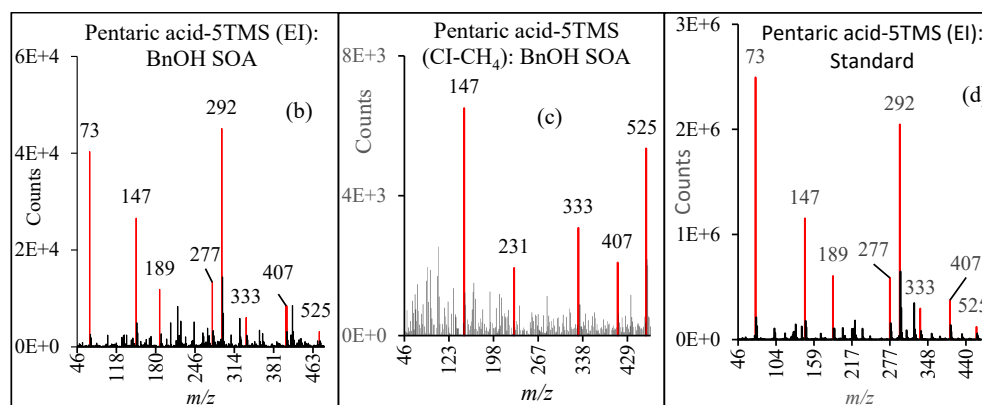 Pentaric acid-5TMS (EI):
BnOH SOA
(b)
6E+4
4E+4
2E+4
0E+0
Counts
73
147
189
277
292
333
407
525
46
118
180
246
314
381
463
m/z
Pentaric acid-5TMS
(CI-CH₄): BnOH SOA
(c)
8E+3
4E+3
0E+0
Counts
147
231
333
407
525
46
123
198
267
338
429
m/z
Pentaric acid-5TMS (EI):
Standard
(d)
3E+6
2E+6
1E+6
0E+0
Counts
73
147
189
277
292
333
407
525
46
104
159
217
277
348
440
m/z